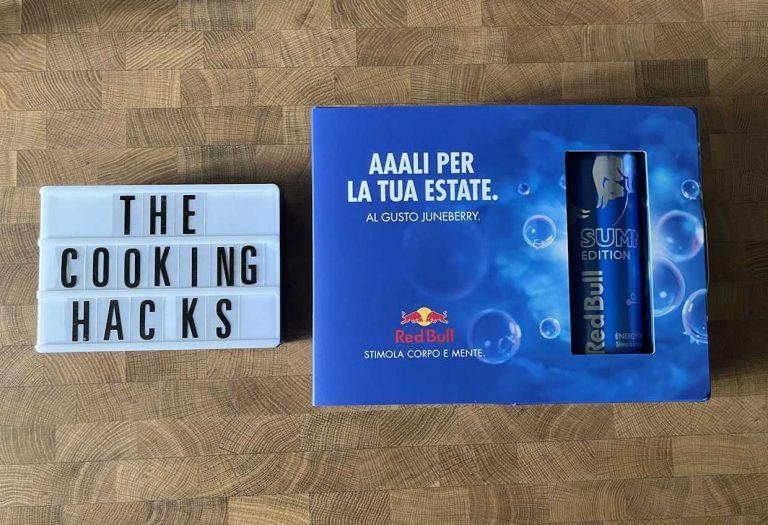 THE
COOKING
HACKS
AAALI PER
LA TUA ESTATE.
AL GUSTO JUNEBERRY.
Red Bull
STIMOLA CORPO E MENTE.
EDITION
Red Bull